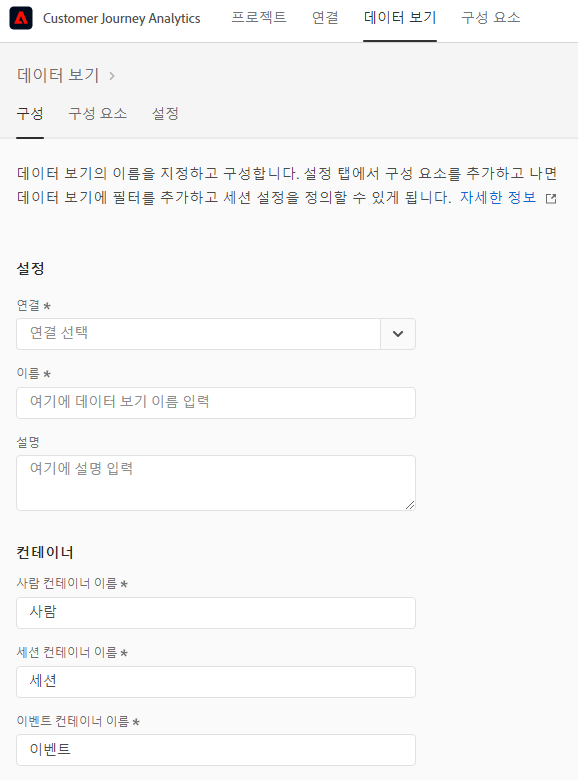 Customer Journey Analytics 프로젝트 연결 데이터 보기 구성 요소
데이터 보기 >
구성 구성 요소 설정
데이터 보기의 이름을 지정하고 구성합니다. 설정 탭에서 구성 요소를 추가하고 나면
데이터 보기에 필터를 추가하고 세션 설정을 정의할 수 있게 됩니다. 자세한 정보
설정
연결 *
연결 선택
이름 *
여기에 데이터 보기 이름 입력
설명
여기에 설명 입력
컨테이너
사람 컨테이너 이름 *
사람
세션 컨테이너 이름 *
세션
이벤트 컨테이너 이름 *
이벤트